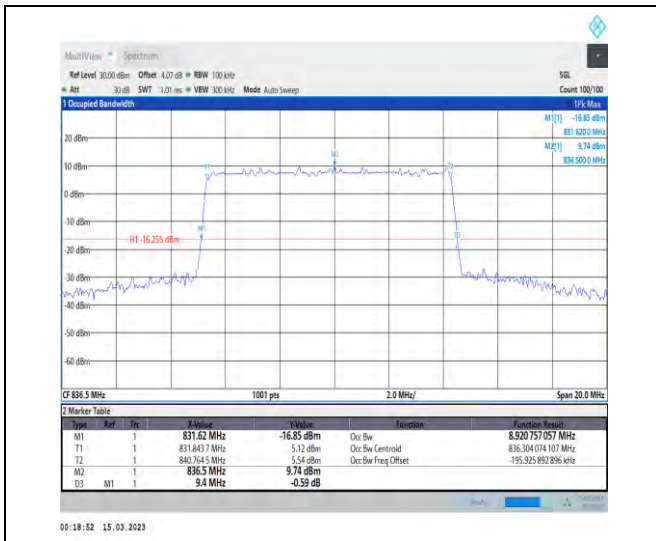 MultiView Spectrum
Ref Level 30.00 dBm Offset 4.07 dB RBW 100 kHz SGL
Att 30 dB SWT 1.01 ms VBW 300 kHz Mode Auto Sweep Count 100/100
1 Occupied Bandwidth 1Pk Max
M1[1] -16.85 dBm
831.620 0 MHz
M2[1] 9.74 dBm
836.500 0 MHz
20 dBm
10 dBm
0 dBm
-10 dBm
H1 -16.255 dBm
-20 dBm
-30 dBm
-40 dBm
-50 dBm
-60 dBm
T1
M2
T2
M1
D3
CF 836.5 MHz 1001 pts 2.0 MHz/ Span 20.0 MHz
2 Marker Table
Type Ref Trc X-Value Y-Value Function Function Result
M1 1 831.62 MHz -16.85 dBm Occ Bw 8.920 757 057 MHz
T1 1 831.843 7 MHz 5.12 dBm Occ Bw Centroid 836.304 074 107 MHz
T2 1 840.764 5 MHz 5.54 dBm Occ Bw Freq Offset -195.925 892 896 kHz
M2 1 836.5 MHz 9.74 dBm
D3 M1 1 9.4 MHz -0.59 dB
00:18:52 15.03.2023